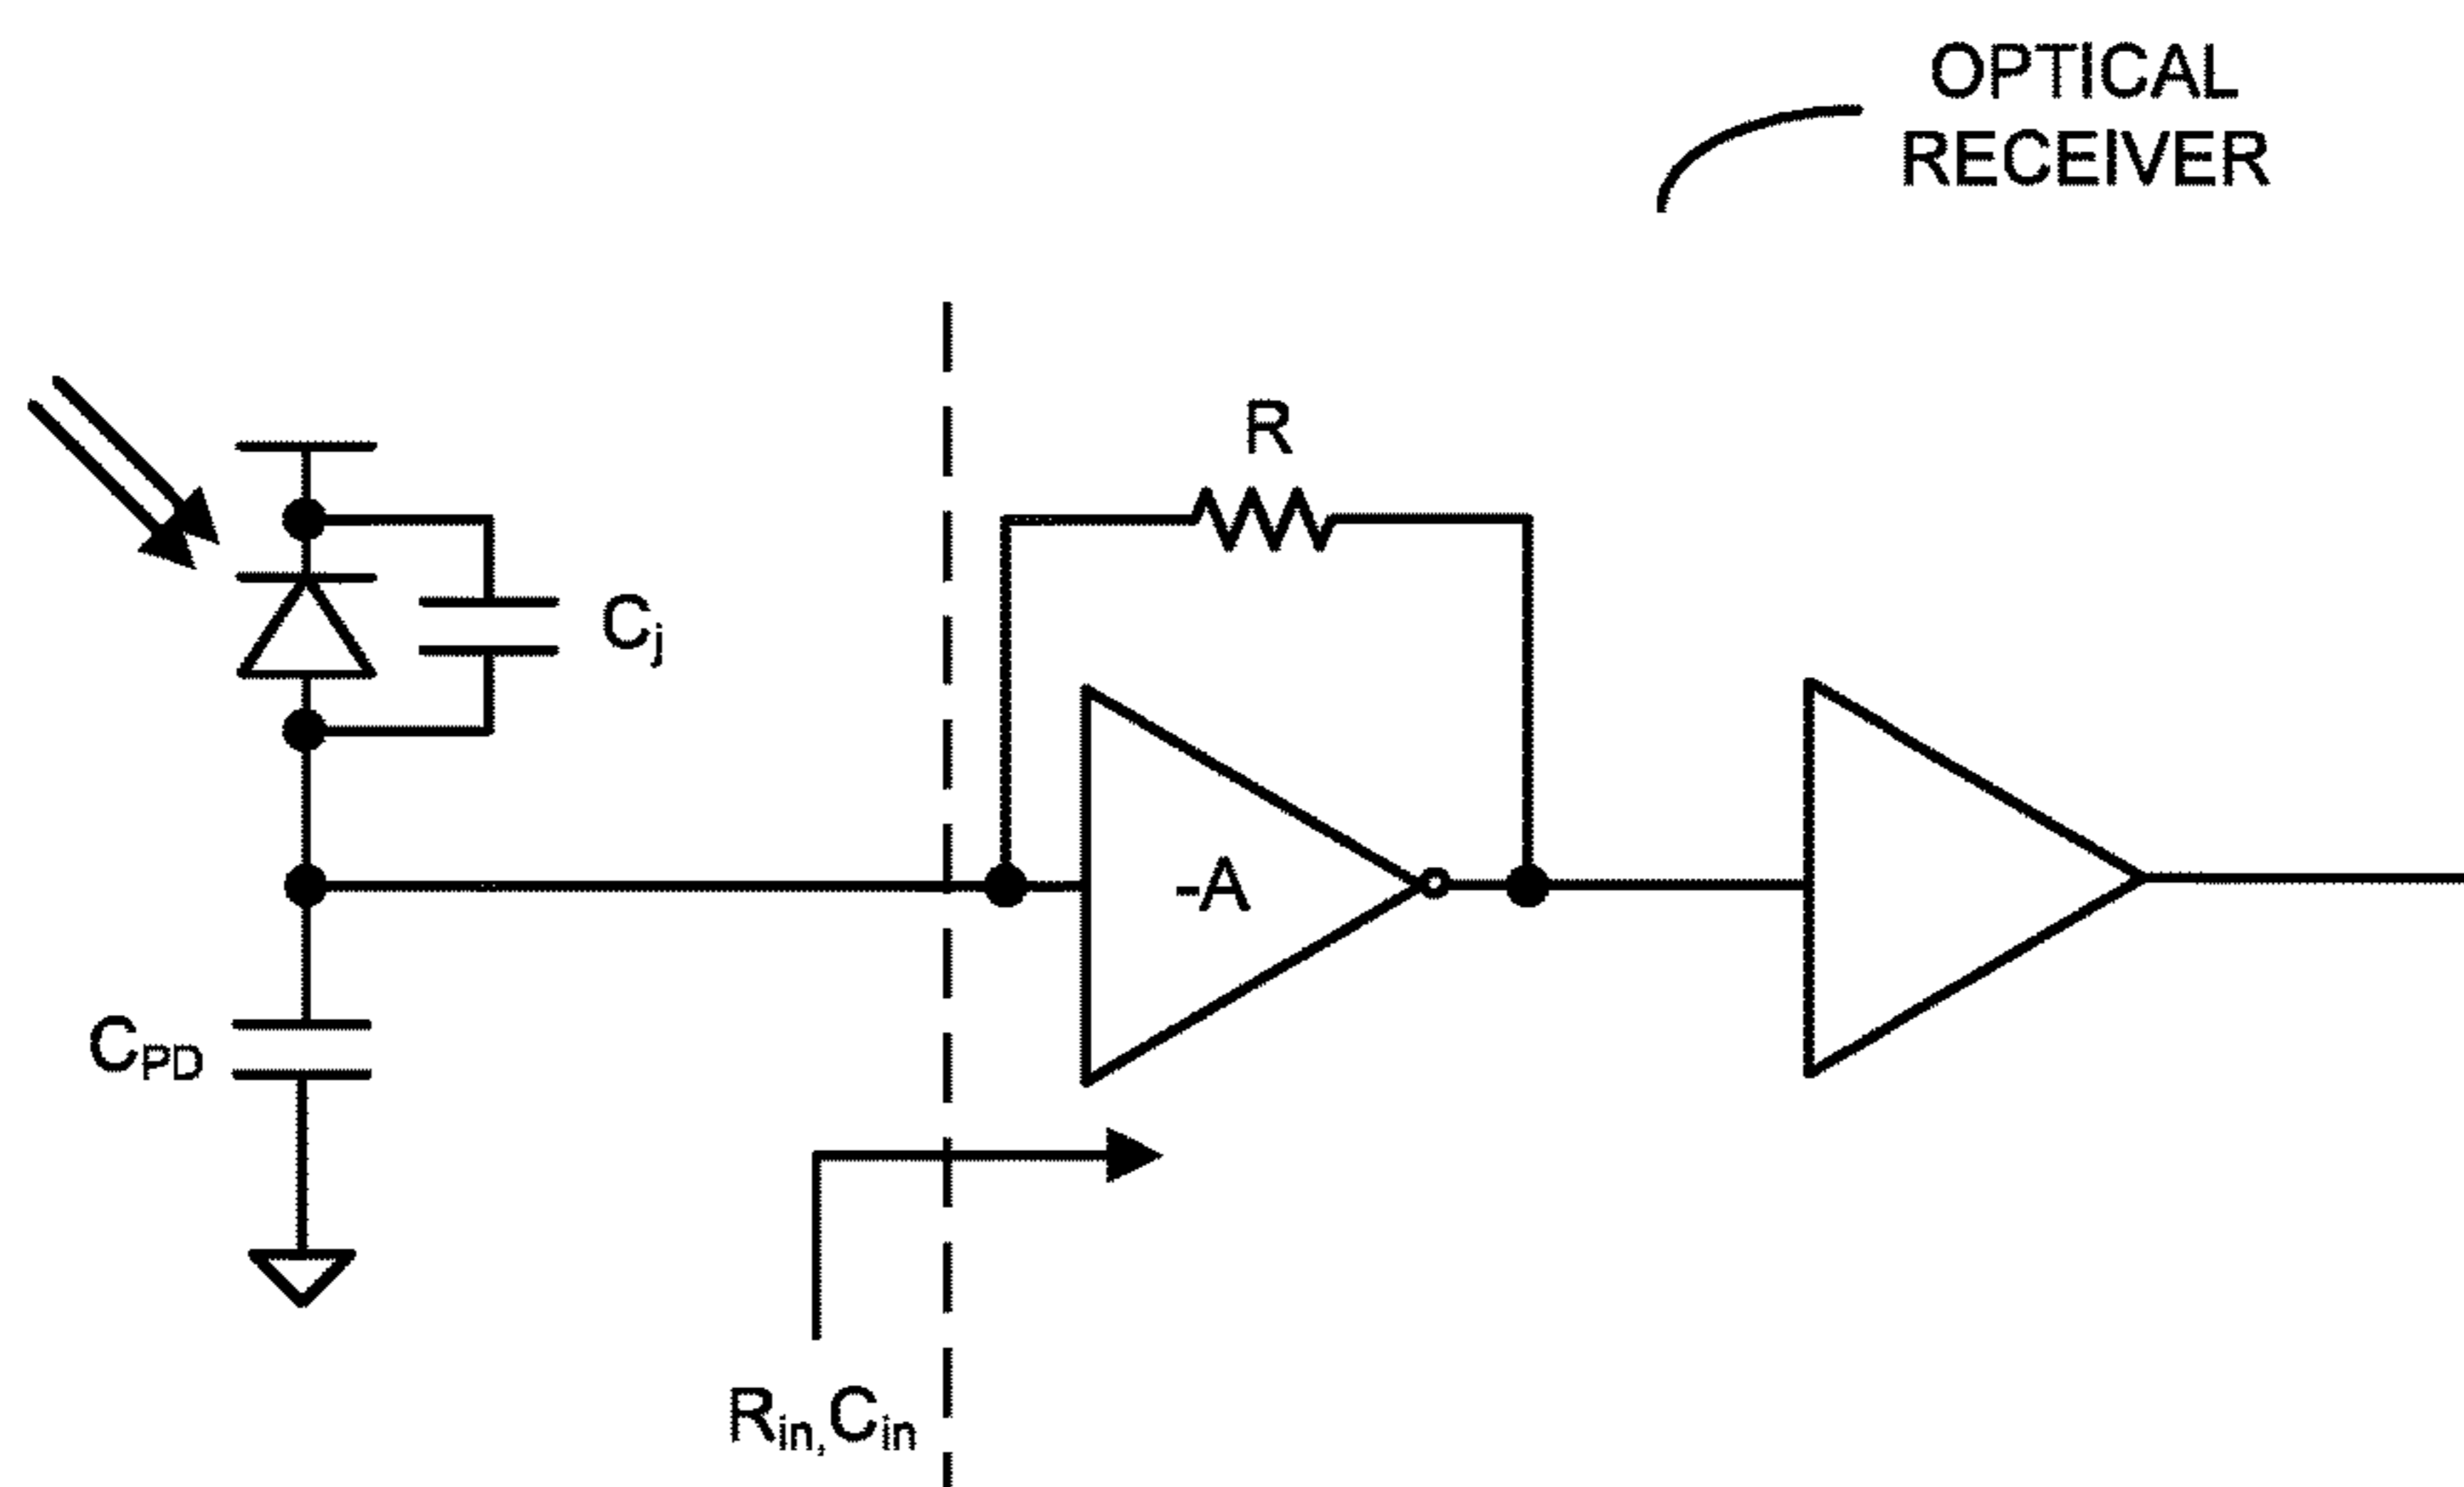 OPTICAL
RECEIVER
R
Cj
-A
CPD
Rin,Cin